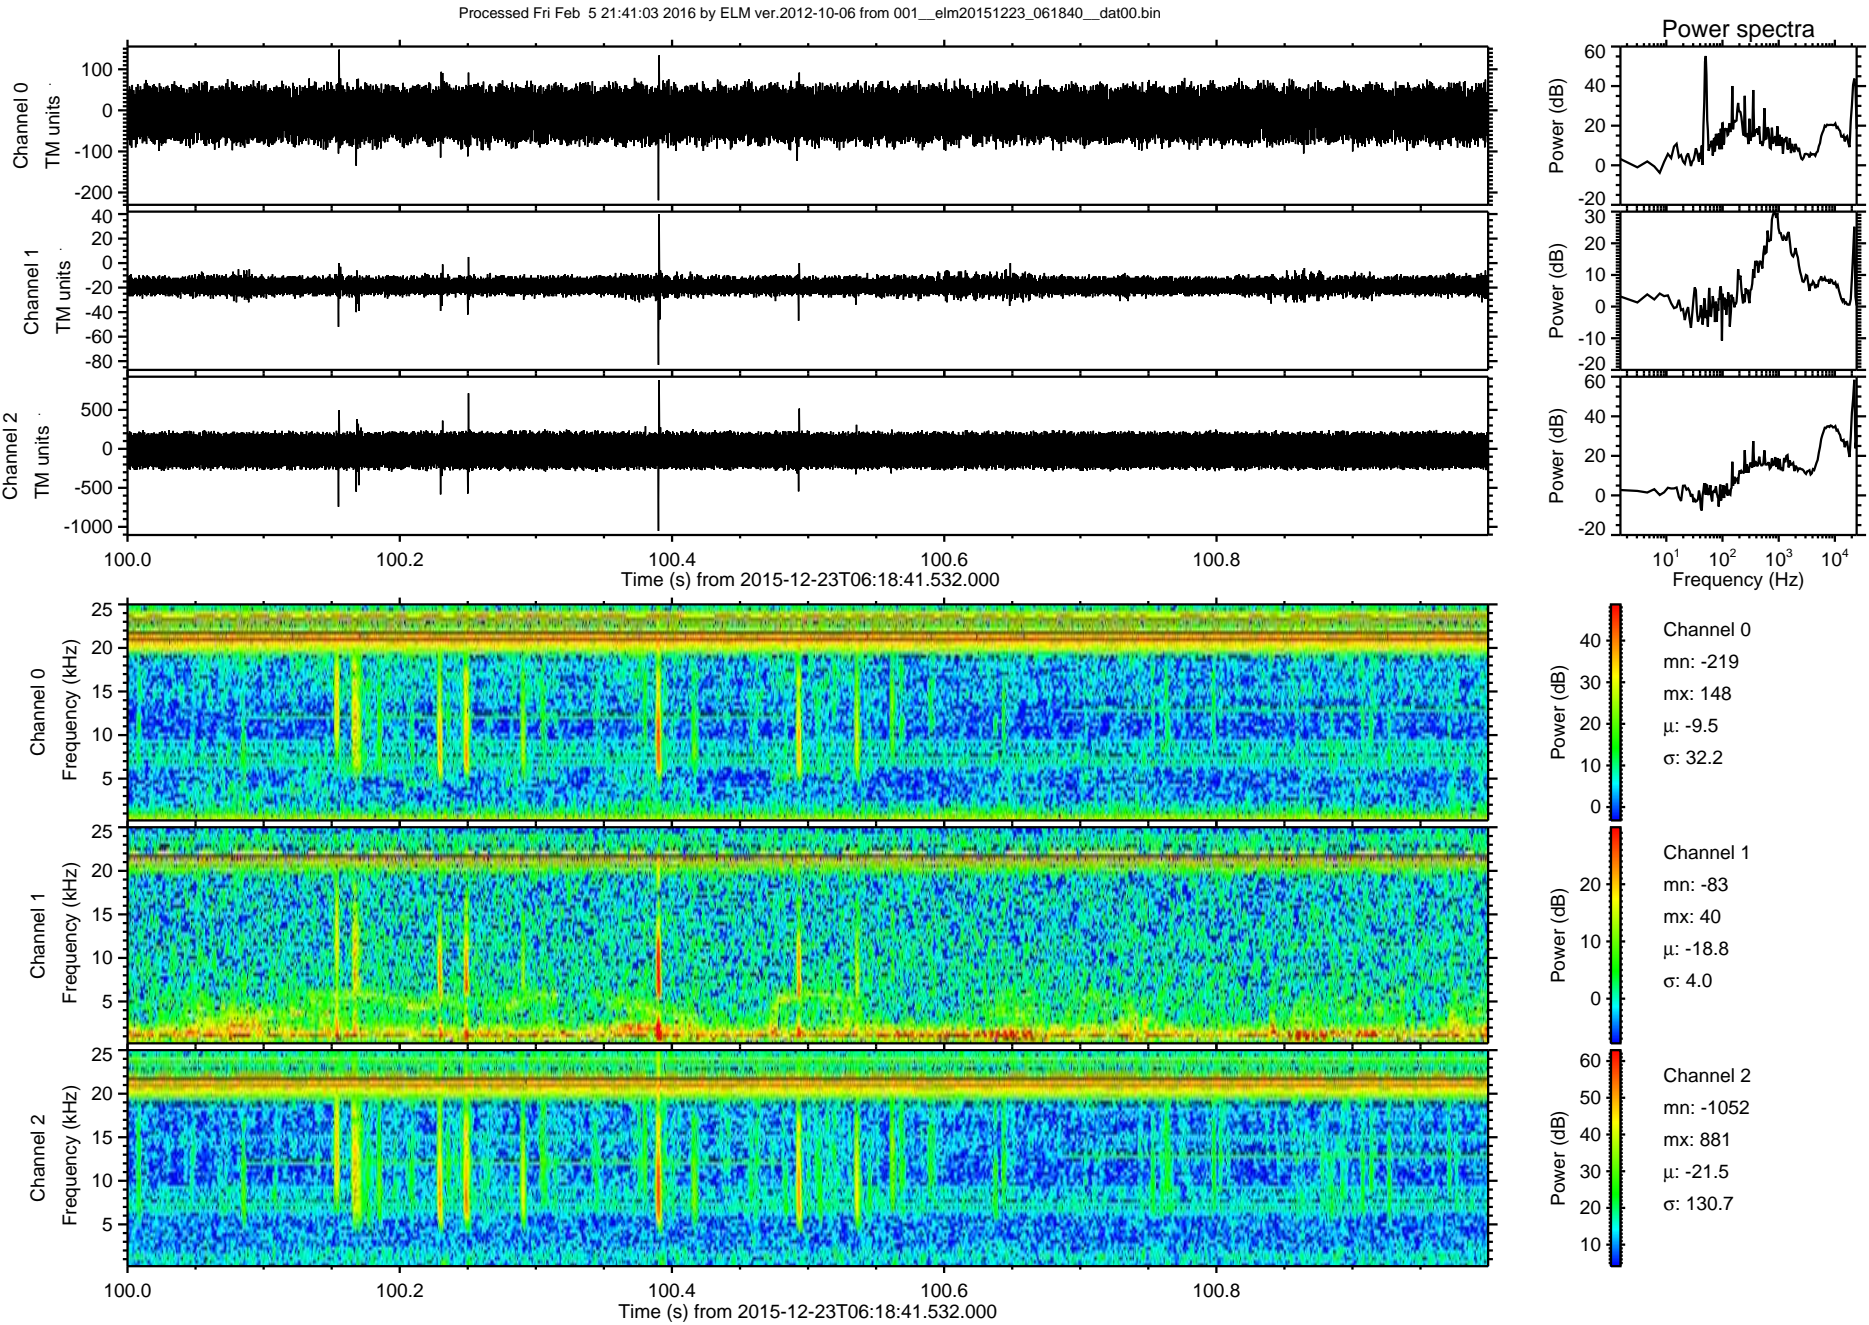 Processed Fri Feb  5 21:41:03 2016 by ELM ver.2012-10-06 from 001__elm20151223_061840__dat00.bin
Power spectra
Channel 0
TM units
100
0
-100
-200
Power (dB)
60
40
20
0
-20
Channel 1
TM units
40
20
0
-20
-40
-60
-80
Power (dB)
30
20
10
0
-10
-20
Channel 2
TM units
500
0
-500
-1000
Power (dB)
60
40
20
0
-20
100.0 100.2 100.4 100.6 100.8
Time (s) from 2015-12-23T06:18:41.532.000
10^1 10^2 10^3 10^4
Frequency (Hz)
Channel 0
Frequency (kHz)
25
20
15
10
5
Power (dB)
40
30
20
10
0
Channel 0
mn: -219
mx: 148
μ: -9.5
σ: 32.2
Channel 1
Frequency (kHz)
25
20
15
10
5
Power (dB)
20
10
0
Channel 1
mn: -83
mx: 40
μ: -18.8
σ: 4.0
Channel 2
Frequency (kHz)
25
20
15
10
5
Power (dB)
60
50
40
30
20
10
Channel 2
mn: -1052
mx: 881
μ: -21.5
σ: 130.7
100.0 100.2 100.4 100.6 100.8
Time (s) from 2015-12-23T06:18:41.532.000